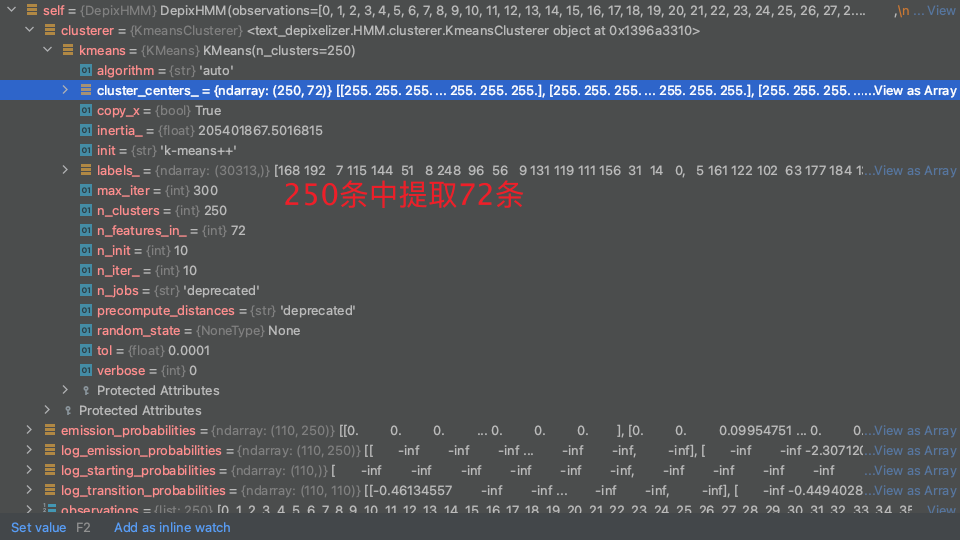 self = {DepixHMM} DepixHMM(observations=[0, 1, 2, 3, 4, 5, 6, 7, 8, 9, 10, 11, 12, 13, 14, 15, 16, 17, 18, 19, 20, 21, 22, 23, 24, 25, 26, 27, 2.... ,\n ... View
clusterer = {KmeansClusterer} <text_depixelizer.HMM.clusterer.KmeansClusterer object at 0x1396a3310>
kmeans = {KMeans} KMeans(n_clusters=250)
algorithm = {str} 'auto'
cluster_centers_ = {ndarray: (250, 72)} [[255. 255. 255. ... 255. 255. 255.], [255. 255. 255. ... 255. 255. 255.], [255. 255. 255. ......View as Array
copy_x = {bool} True
inertia_ = {float} 205401867.5016815
init = {str} 'k-means++'
labels_ = {ndarray: (30313,)} [168 192 7 115 144 51 8 248 96 56 9 131 119 111 156 31 14 0, 5 161 122 102 63 177 184 1...View as Array
max_iter = {int} 300
250条中提取72条
n_clusters = {int} 250
n_features_in_ = {int} 72
n_init = {int} 10
n_iter_ = {int} 10
n_jobs = {str} 'deprecated'
precompute_distances = {str} 'deprecated'
random_state = {NoneType} None
tol = {float} 0.0001
verbose = {int} 0
Protected Attributes
Protected Attributes
emission_probabilities = {ndarray: (110, 250)} [[0. 0. 0. ... 0. 0. 0. ], [0. 0. 0.09954751 ... 0. 0....View as Array
log_emission_probabilities = {ndarray: (110, 250)} [[ -inf -inf -inf ... -inf -inf, -inf], [ -inf -inf -2.307120...View as Array
log_starting_probabilities = {ndarray: (110,)} [ -inf -inf -inf -inf -inf -inf -inf -inf ...View as Array
log_transition_probabilities = {ndarray: (110, 110)} [[-0.46134557 -inf -inf ... -inf -inf, -inf], [ -inf -0.4494028...View as Array
observations = {list: 250} [0, 1, 2, 3, 4, 5, 6, 7, 8, 9, 10, 11, 12, 13, 14, 15, 16, 17, 18, 19, 20, 21, 22, 23, 24, 25, 26, 27, 28, 29, 30, 31, 32, 33, 34, 35... View
Set value F2 Add as inline watch